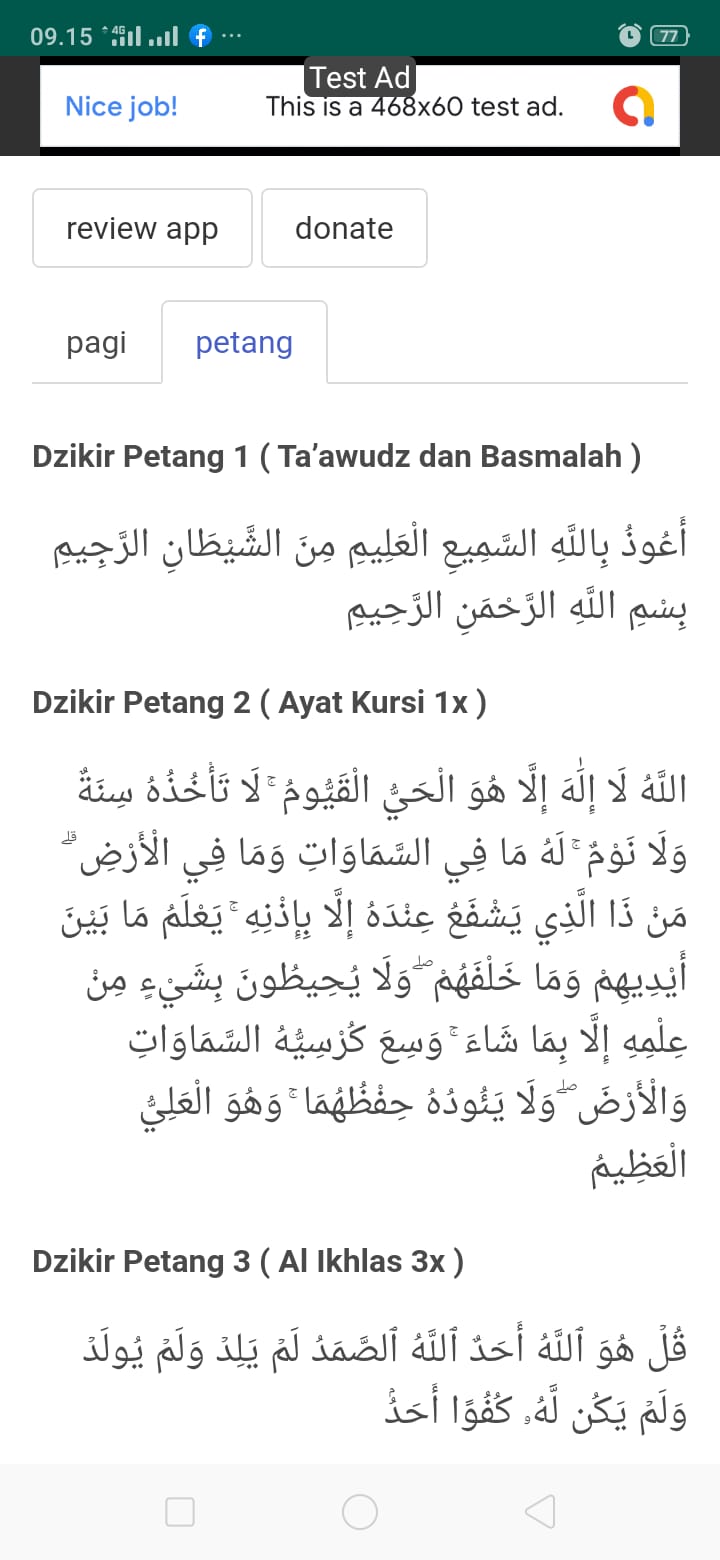 09.15 4G ...
77
Test Ad
Nice job! This is a 468x60 test ad.
review app donate
pagi petang
Dzikir Petang 1 ( Ta’awudz dan Basmalah )
أَعُوذُ بِاللَّهِ السَّمِيعِ الْعَلِيمِ مِنَ الشَّيْطَانِ الرَّجِيمِ
بِسْمِ اللَّهِ الرَّحْمَنِ الرَّحِيمِ
Dzikir Petang 2 ( Ayat Kursi 1x )
اللَّهُ لَا إِلَٰهَ إِلَّا هُوَ الْحَيُّ الْقَيُّومُ ۚ لَا تَأْخُذُهُ سِنَةٌ
وَلَا نَوْمٌ ۚ لَهُ مَا فِي السَّمَاوَاتِ وَمَا فِي الْأَرْضِ ۗ
مَنْ ذَا الَّذِي يَشْفَعُ عِنْدَهُ إِلَّا بِإِذْنِهِ ۚ يَعْلَمُ مَا بَيْنَ
أَيْدِيهِمْ وَمَا خَلْفَهُمْ ۖ وَلَا يُحِيطُونَ بِشَيْءٍ مِنْ
عِلْمِهِ إِلَّا بِمَا شَاءَ ۚ وَسِعَ كُرْسِيُّهُ السَّمَاوَاتِ
وَالْأَرْضَ ۖ وَلَا يَئُودُهُ حِفْظُهُمَا ۚ وَهُوَ الْعَلِيُّ
الْعَظِيمُ
Dzikir Petang 3 ( Al Ikhlas 3x )
قُلۡ هُوَ ٱللَّهُ أَحَدٌ ٱللَّهُ ٱلصَّمَدُ لَمۡ يَلِدۡ وَلَمۡ يُولَدۡ
وَلَمۡ يَكُن لَّهُۥ كُفُوًا أَحَدُۢ